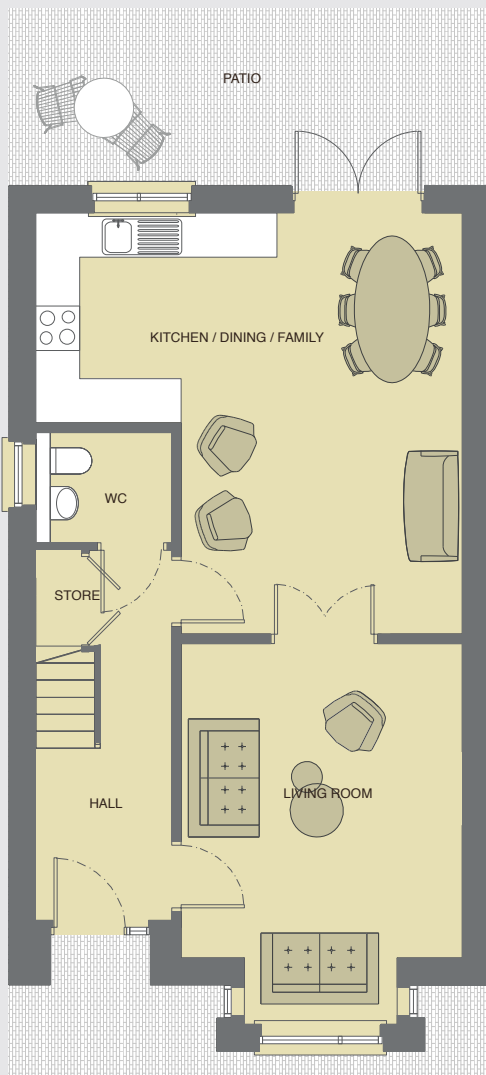 PATIO
KITCHEN / DINING / FAMILY
WC
STORE
HALL
LIVING ROOM